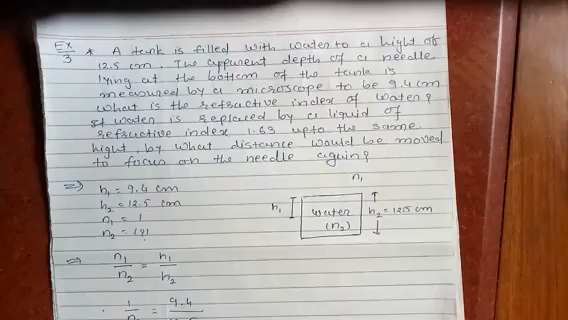 Ex
3 * A tank is filled with water to a hight of
12.5 cm. The apparent depth of a needle
lying at the bottom of the tank is
measured by a microscope to be 9.4 cm
what is the refractive index of water?
If water is replaced by a liquid of
refractive index 1.63 upto the same
hight, by what distance would be moved
to focus on the needle again?
⇒ h₁ = 9.4 cm
h₂ = 12.5 cm
n₁ = 1
n₂ = (?)
n₁
h₁
water
(n₂)
h₂ = 12.5 cm
⇒ n₁/n₂ = h₁/h₂
1/n = 9.4